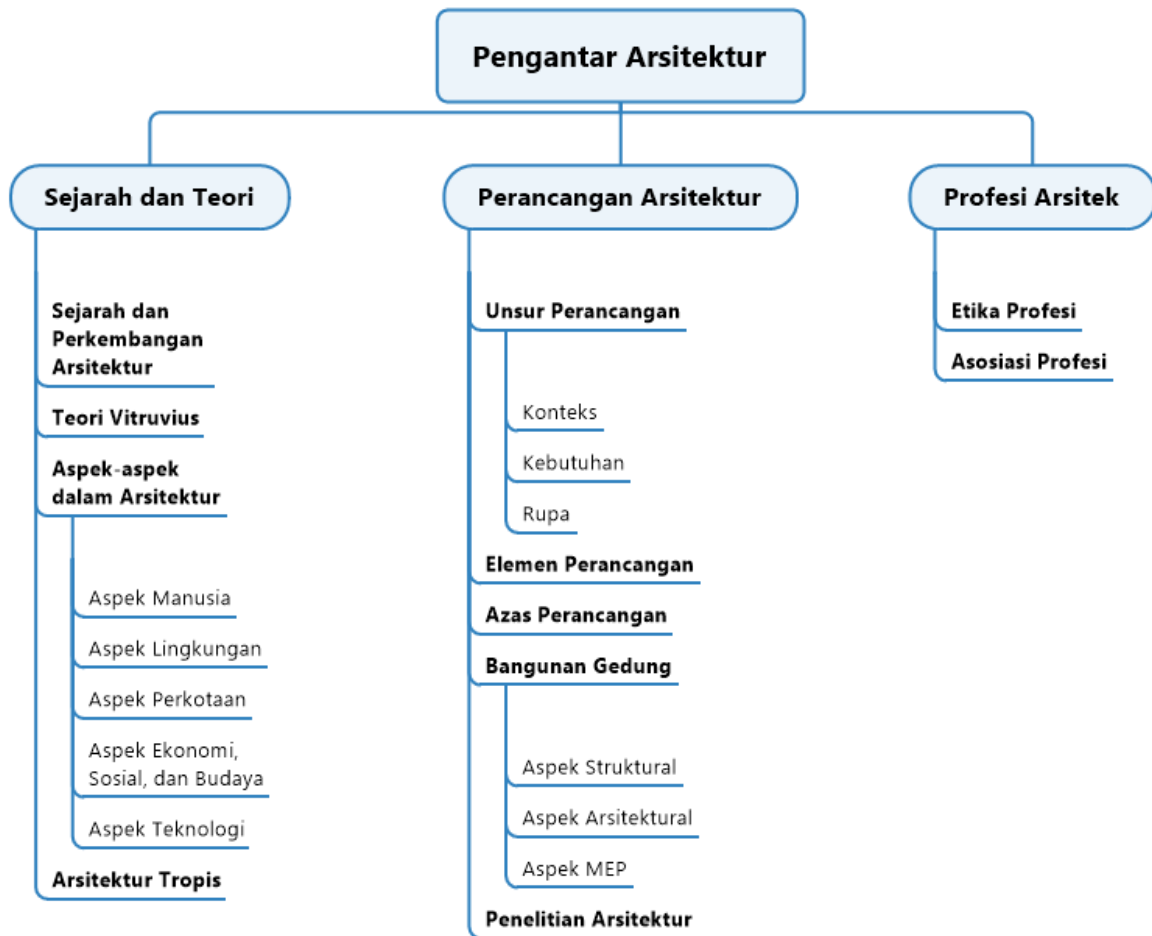 Pengantar Arsitektur
Sejarah dan Teori
Sejarah dan
Perkembangan
Arsitektur
Teori Vitruvius
Aspek-aspek
dalam Arsitektur
Aspek Manusia
Aspek Lingkungan
Aspek Perkotaan
Aspek Ekonomi,
Sosial, dan Budaya
Aspek Teknologi
Arsitektur Tropis
Perancangan Arsitektur
Unsur Perancangan
Konteks
Kebutuhan
Rupa
Elemen Perancangan
Azas Perancangan
Bangunan Gedung
Aspek Struktural
Aspek Arsitektural
Aspek MEP
Penelitian Arsitektur
Profesi Arsitek
Etika Profesi
Asosiasi Profesi